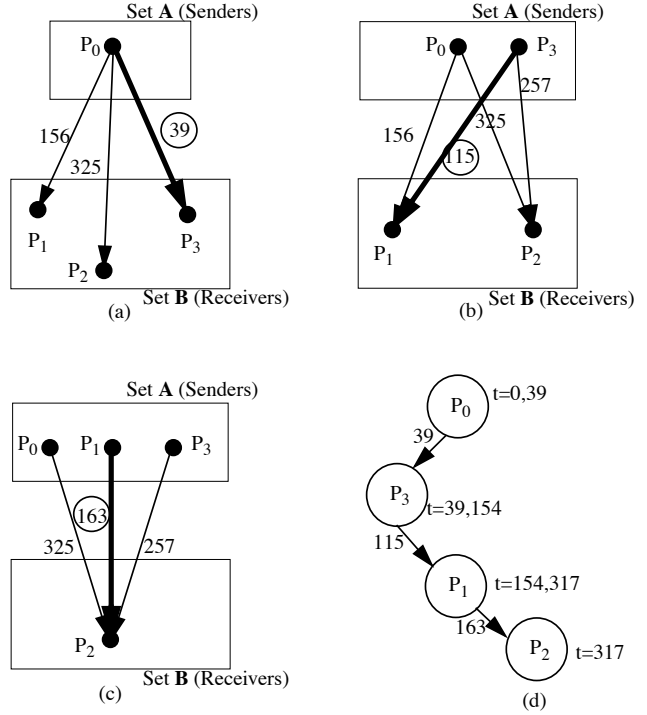 Set A (Senders)
P0
156
325
39
P1
P2
P3
Set B (Receivers)
(a)
Set A (Senders)
P0
P3
257
156
325
115
P1
P2
Set B (Receivers)
(b)
Set A (Senders)
P0
P1
P3
163
325
257
P2
Set B (Receivers)
(c)
P0
t=0,39
39
P3
t=39,154
115
P1
t=154,317
163
P2
t=317
(d)